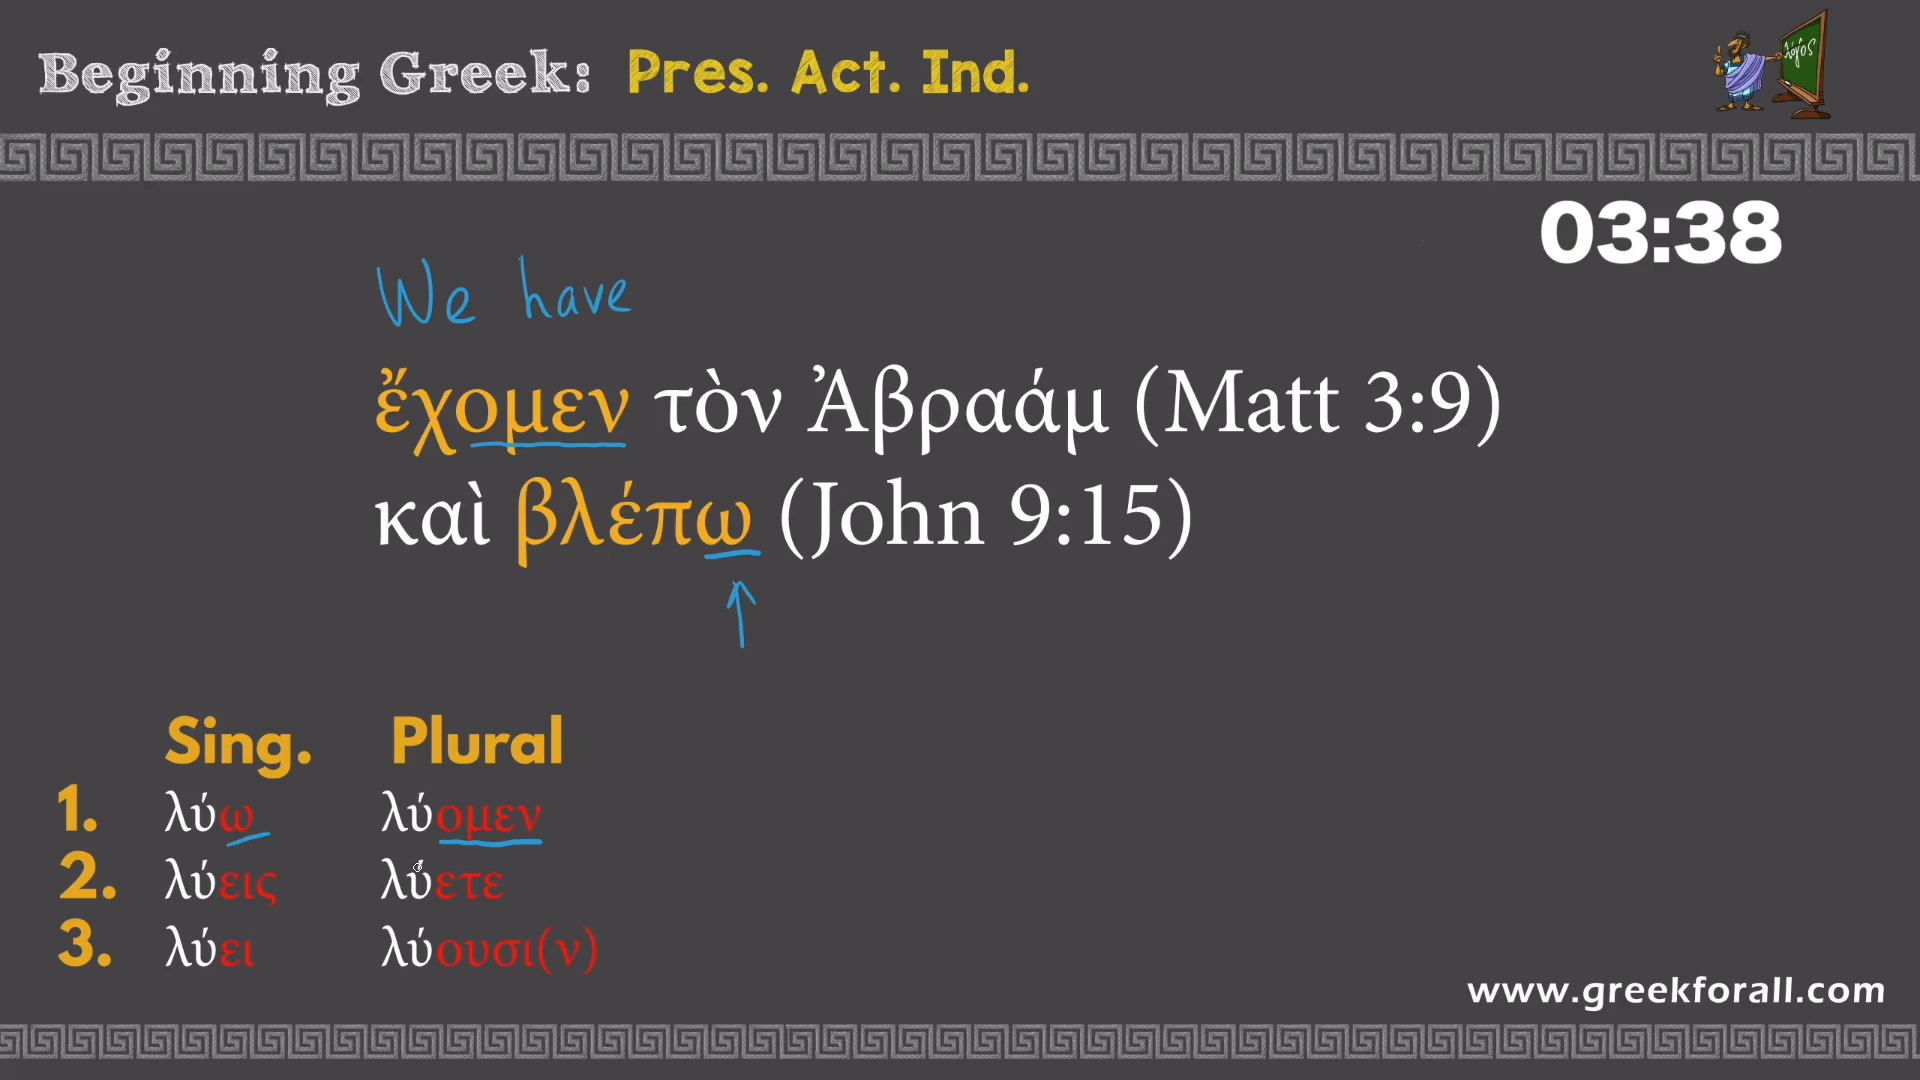 Beginning Greek: Pres. Act. Ind.
λόγος
03:38
We have
ἔχομεν τὸν Ἀβραάμ (Matt 3:9)
καὶ βλέπω (John 9:15)
Sing. Plural
1. λύω λύομεν
2. λύεις λύετε
3. λύει λύουσι(ν)
www.greekforall.com